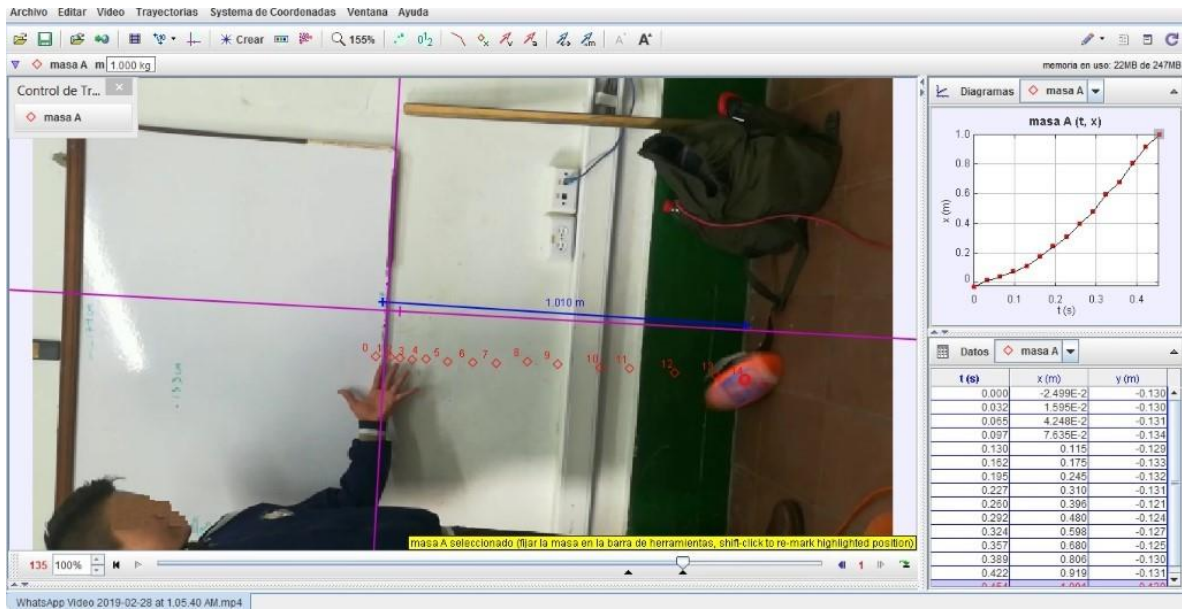 Archivo Editar Video Trayectorias Systema de Coordenadas Ventana Ayuda
Crear 155%
masa A m 1.000 kg
memoria en uso: 22MB de 247MB
Control de Tr...
masa A
1.010 m
0 1 2 3 4 5 6 7 8 9 10 11 12 13 14
masa A seleccionado (fijar la masa en la barra de herramientas, shift-click to re-mark highlighted position)
135 100% 1
WhatsApp Video 2019-02-28 at 1.05.40 AM.mp4
Diagramas masa A
masa A (t, x)
x (m)
1.0
0.8
0.6
0.4
0.2
0
0 0.1 0.2 0.3 0.4
t (s)
Datos masa A
t (s) x (m) y (m)
0.000 -2.499E-2 -0.130
0.032 1.595E-2 -0.130
0.065 4.248E-2 -0.131
0.097 7.635E-2 -0.134
0.130 0.115 -0.129
0.162 0.175 -0.133
0.195 0.245 -0.132
0.227 0.310 -0.131
0.260 0.396 -0.121
0.292 0.480 -0.124
0.324 0.598 -0.127
0.357 0.680 -0.125
0.389 0.806 -0.130
0.422 0.919 -0.131